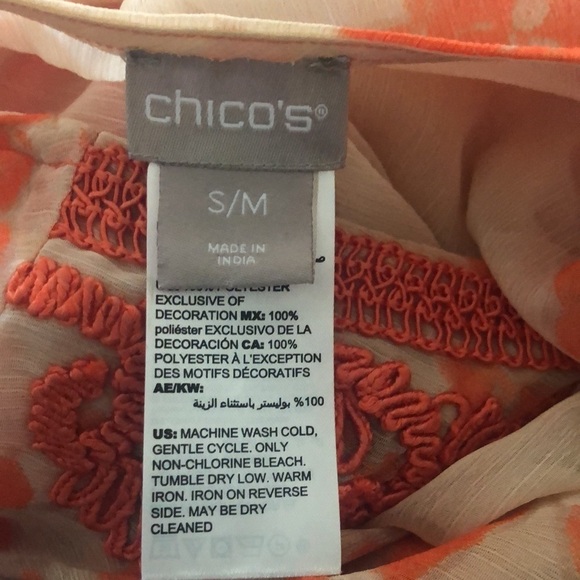 chico's®
S/M
MADE IN
INDIA
100% POLYESTER
EXCLUSIVE OF
DECORATION MX: 100%
poliéster EXCLUSIVO DE LA
DECORACIÓN CA: 100%
POLYESTER À L'EXCEPTION
DES MOTIFS DÉCORATIFS
AE/KW:
100% بوليستر باستثناء الزينة
US: MACHINE WASH COLD,
GENTLE CYCLE. ONLY
NON-CHLORINE BLEACH.
TUMBLE DRY LOW. WARM
IRON. IRON ON REVERSE
SIDE. MAY BE DRY
CLEANED